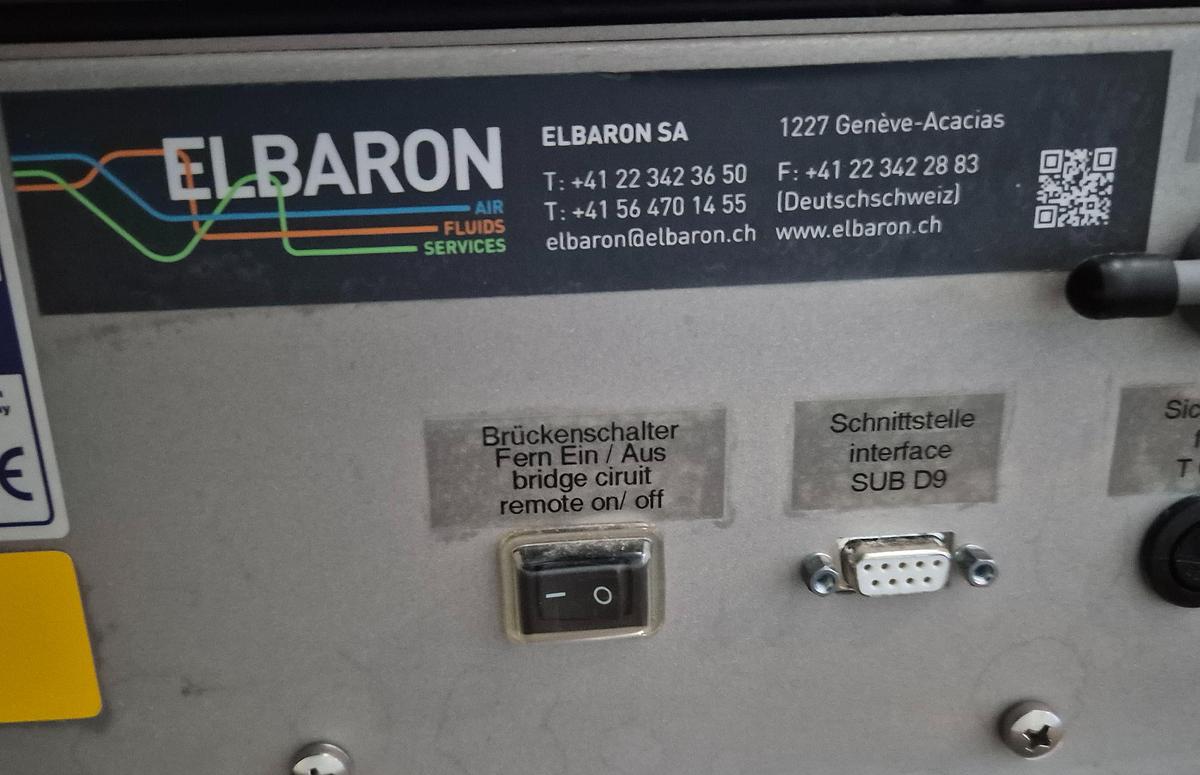 ELBARON
AIR
FLUIDS
SERVICES
ELBARON SA
T: +41 22 342 36 50
T: +41 56 470 14 55
elbaron@elbaron.ch
1227 Genève-Acacias
F: +41 22 342 28 83
(Deutschschweiz)
www.elbaron.ch
Brückenschalter
Fern Ein / Aus
bridge ciruit
remote on/ off
Schnittstelle
interface
SUB D9
CE